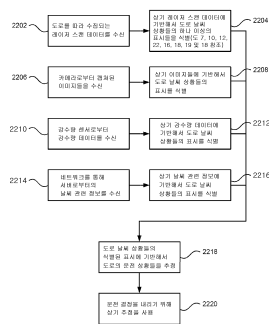 2202
도로를 따라 수집되는
레이저 스캔 데이터를 수신
2204
상기 레이저 스캔 데이터에
기반해서 도로 날씨
상황들의 하나 이상의
표시들을 식별(도 7, 10, 12,
22, 16, 18, 19 및 18 참조)
2206
카메라로부터 캡쳐된
이미지들을 수신
2208
상기 이미지들에 기반해서
도로 날씨 상황들의
표시를 식별
2210
강수량 센서로부터
강수량 데이터를 수신
2212
상기 강수량 데이터에
기반해서 도로 날씨
상황들의 표시를 식별
2214
네트워크를 통해
서버로부터의
날씨 관련 정보를 수신
2216
상기 날씨 관련 정보에
기반해서 도로 날씨
상황들의 표시를 식별
2218
도로 날씨 상황들의
식별된 표시에 기반해서
도로의 운전 상황들을 추정
2220
운전 결정을 내리기 위해
상기 추정을 사용